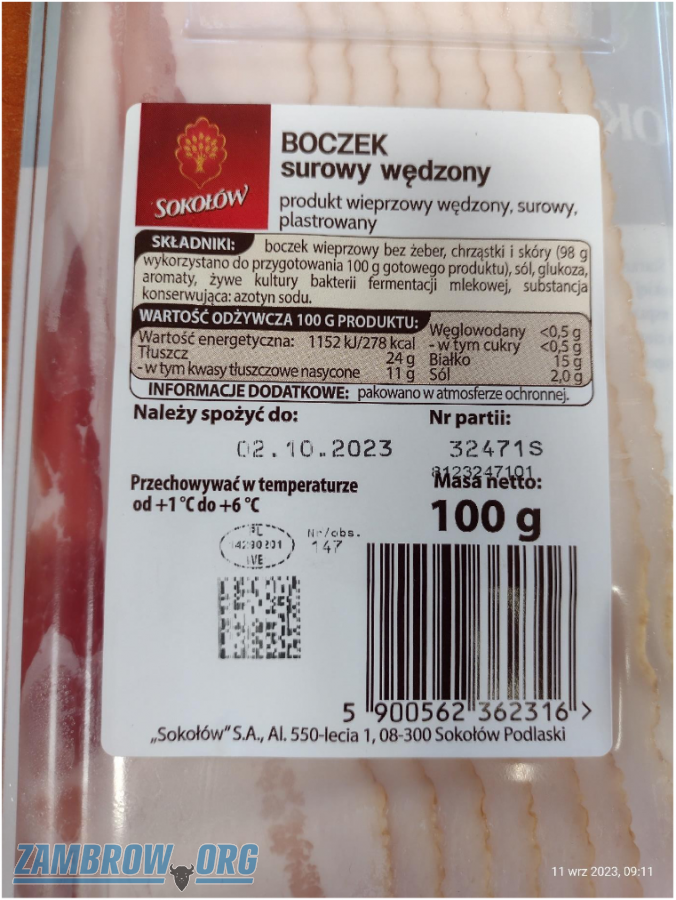 SOKOŁÓW
BOCZEK
surowy wędzony
produkt wieprzowy wędzony, surowy,
plastrowany
SKŁADNIKI: boczek wieprzowy bez żeber, chrząstki i skóry (98 g
wykorzystano do przygotowania 100 g gotowego produktu), sól, glukoza,
aromaty, żywe kultury bakterii fermentacji mlekowej, substancja
konserwująca: azotyn sodu.
WARTOŚĆ ODŻYWCZA 100 G PRODUKTU:
Wartość energetyczna: 1152 kJ/278 kcal
Tłuszcz 24 g
- w tym kwasy tłuszczowe nasycone 11 g
Węglowodany <0,5 g
- w tym cukry <0,5 g
Białko 15 g
Sól 2,0 g
INFORMACJE DODATKOWE: pakowano w atmosferze ochronnej.
Należy spożyć do:
02.10.2023
Nr partii:
32471S
8123247101
Przechowywać w temperaturze
od +1 °C do +6 °C
Masa netto:
100 g
PL
14290201
WE
Nr/obs.
147
5 900562 362316 >
„Sokołów" S.A., Al. 550-lecia 1, 08-300 Sokołów Podlaski
ZAMBROW.ORG
11 wrz 2023, 09:11